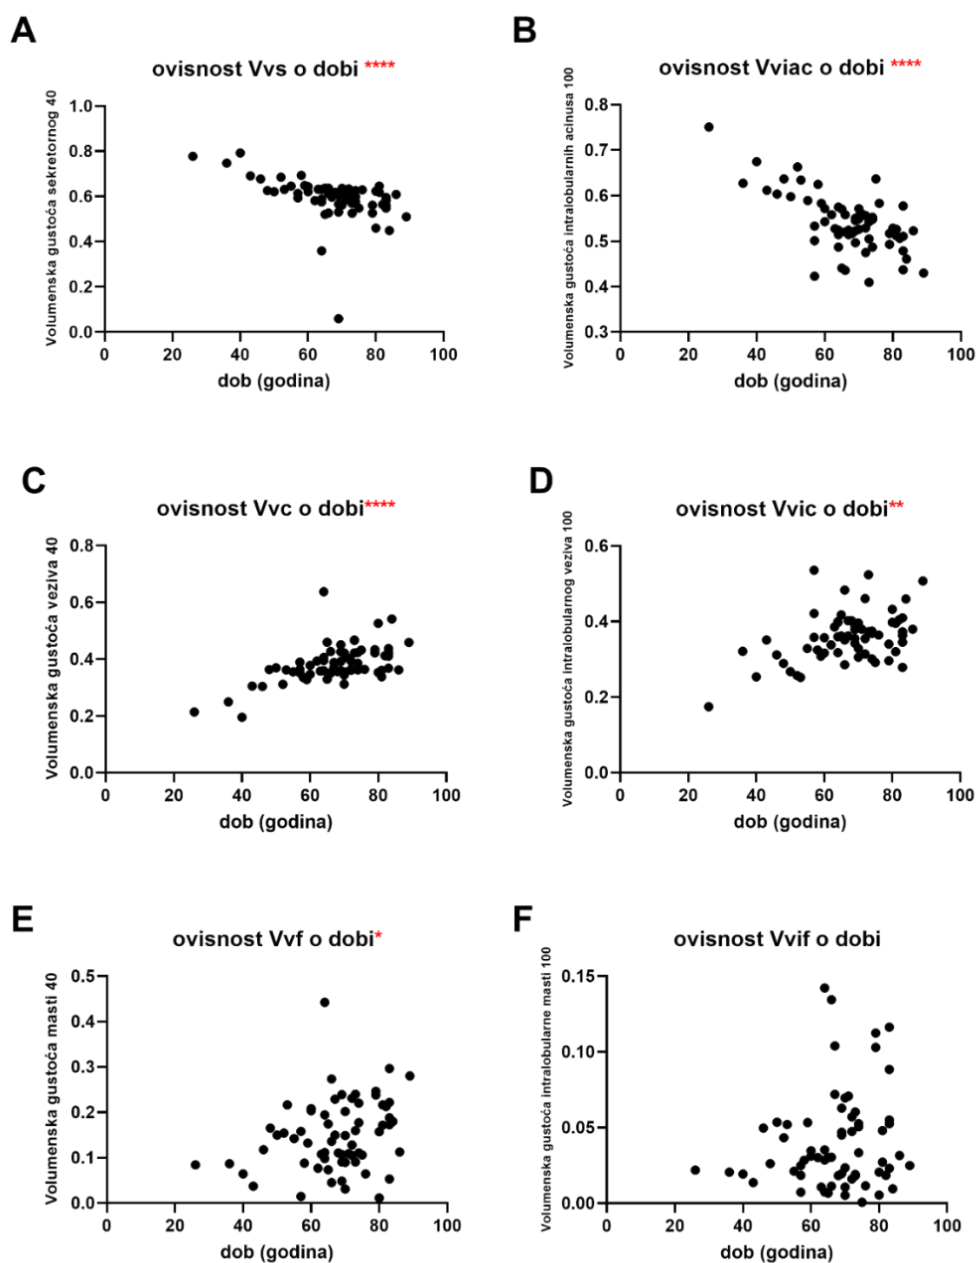 A
ovisnost Vvs o dobi ****
Volumenska gustoća sekretornog 40
1.0
0.8
0.6
0.4
0.2
0.0
0 20 40 60 80 100
dob (godina)
B
ovisnost Vviac o dobi ****
Volumenska gustoća intralobularnih acinusa 100
0.8
0.7
0.6
0.5
0.4
0.3
0 20 40 60 80 100
dob (godina)
C
ovisnost Vvc o dobi****
Volumenska gustoća veziva 40
0.8
0.6
0.4
0.2
0.0
0 20 40 60 80 100
dob (godina)
D
ovisnost Vvic o dobi**
Volumenska gustoća intralobularnog veziva 100
0.6
0.4
0.2
0.0
0 20 40 60 80 100
dob (godina)
E
ovisnost Vvf o dobi*
Volumenska gustoća masti 40
0.5
0.4
0.3
0.2
0.1
0.0
0 20 40 60 80 100
dob (godina)
F
ovisnost Vvif o dobi
Volumenska gustoća intralobularne masti 100
0.15
0.10
0.05
0.00
0 20 40 60 80 100
dob (godina)